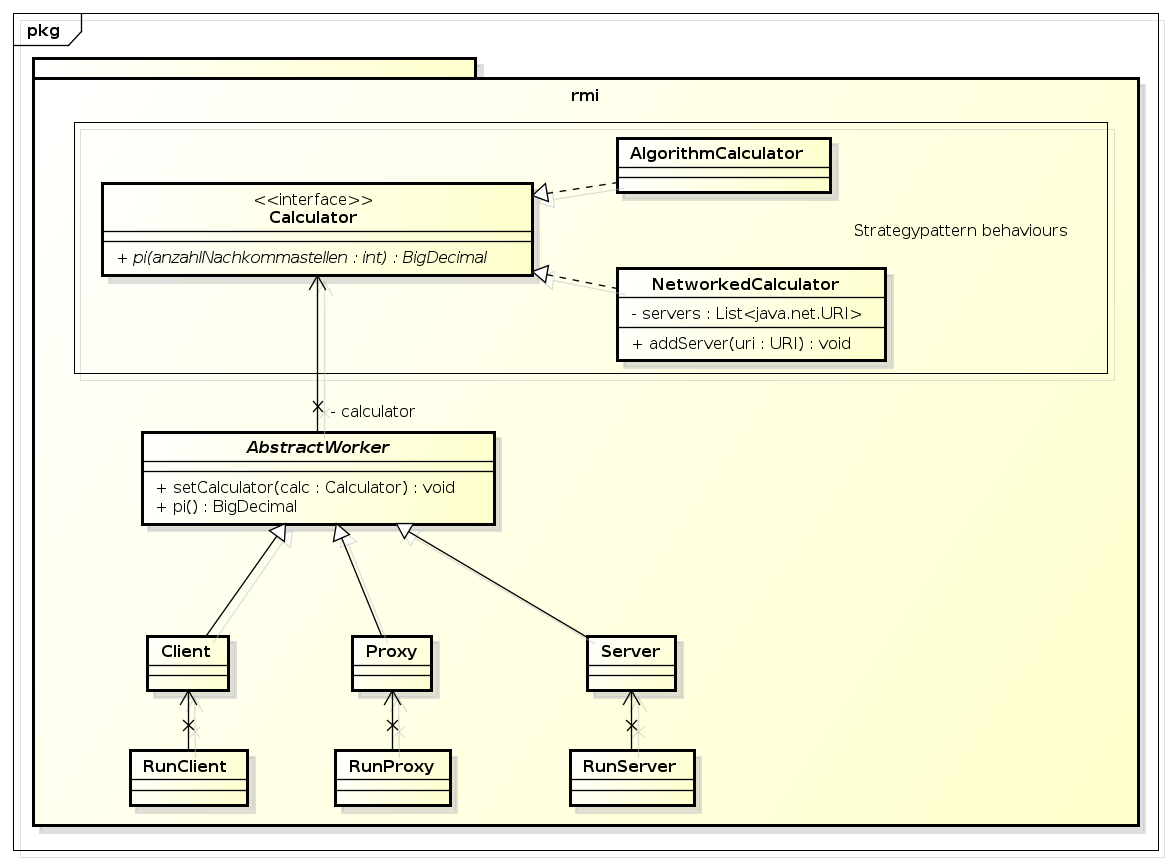 pkg
rmi
AlgorithmCalculator
<<interface>>
Calculator
+ pi(anzahlNachkommastellen : int) : BigDecimal
Strategypattern behaviours
NetworkedCalculator
- servers : List<java.net.URI>
+ addServer(uri : URI) : void
- calculator
AbstractWorker
+ setCalculator(calc : Calculator) : void
+ pi() : BigDecimal
Client
Proxy
Server
RunClient
RunProxy
RunServer